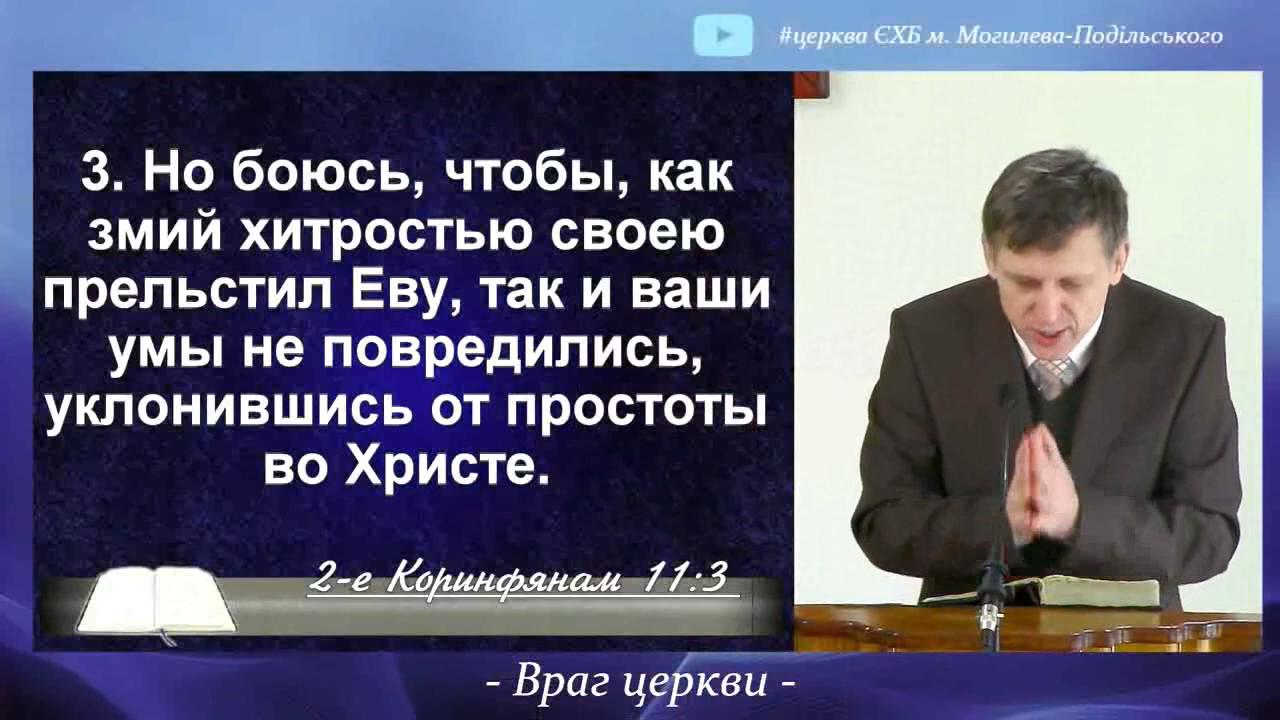 #церква ЄХБ м. Могилева-Подільського
3. Но боюсь, чтобы, как
змий хитростью своею
прельстил Еву, так и ваши
умы не повредились,
уклонившись от простоты
во Христе.
2-е Коринфянам 11:3
- Враг церкви -